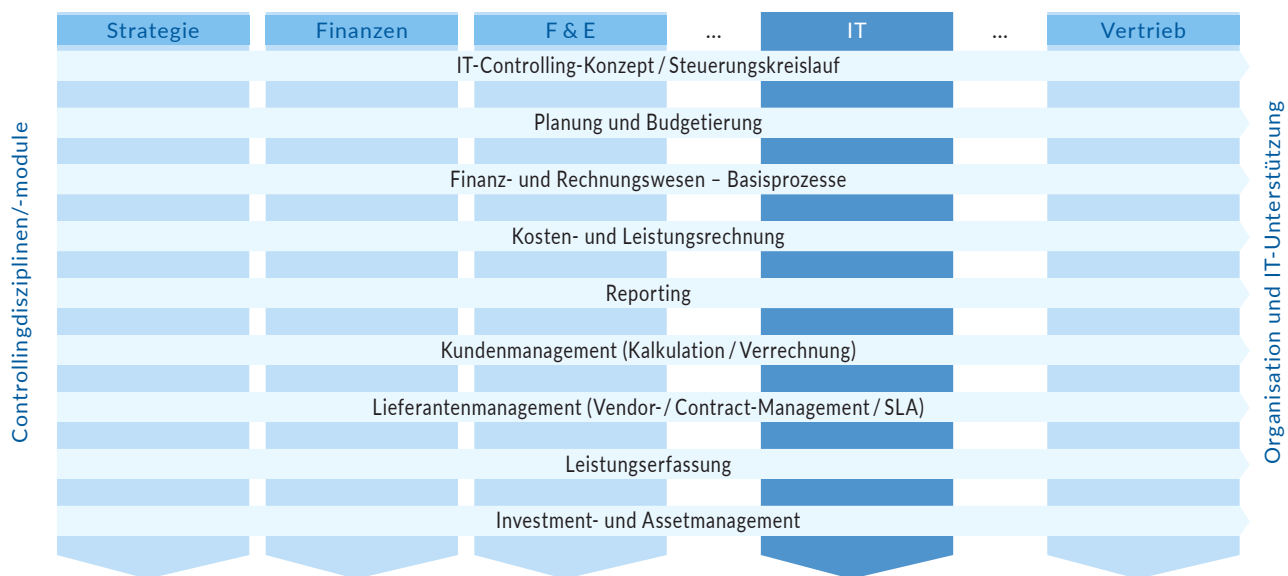 Strategie
Finanzen
F & E
...
IT
...
Vertrieb
IT-Controlling-Konzept / Steuerungskreislauf
Planung und Budgetierung
Finanz- und Rechnungswesen – Basisprozesse
Kosten- und Leistungsrechnung
Reporting
Kundenmanagement (Kalkulation / Verrechnung)
Lieferantenmanagement (Vendor- / Contract-Management / SLA)
Leistungserfassung
Investment- und Assetmanagement
Controllingdisziplinen/-module
Organisation und IT-Unterstützung